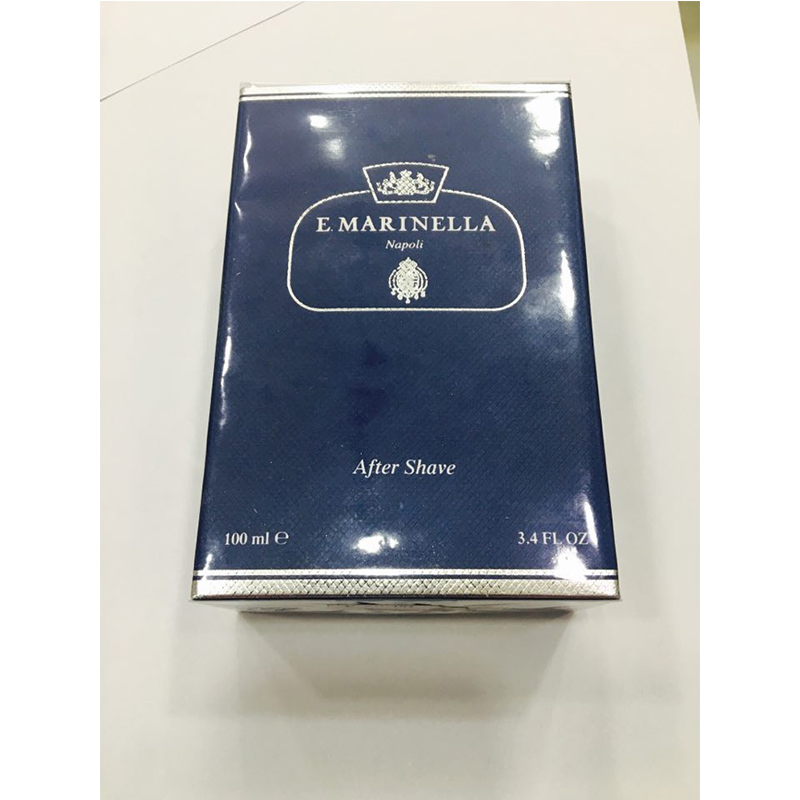 E. MARINELLA
Napoli
After Shave
100 ml ℮
3.4 FL OZ